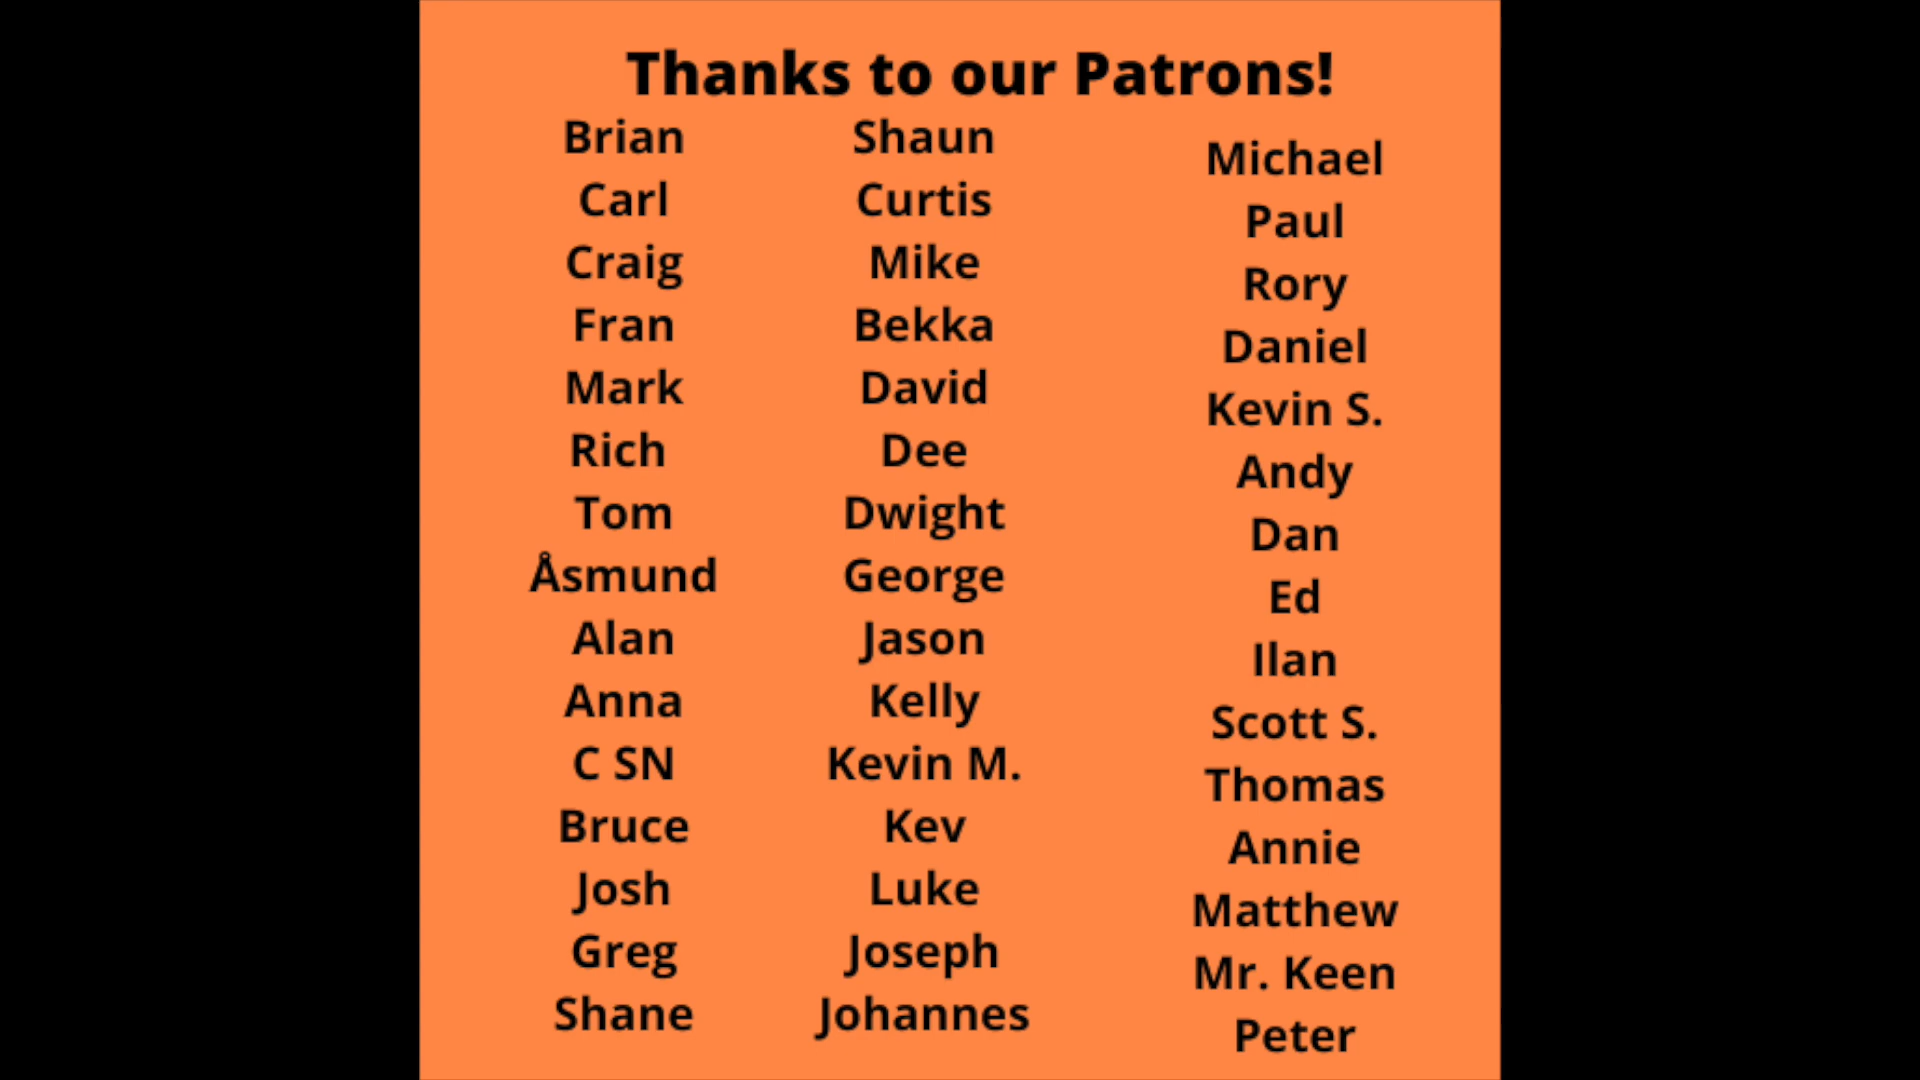 Thanks to our Patrons!
Brian
Carl
Craig
Fran
Mark
Rich
Tom
Åsmund
Alan
Anna
C SN
Bruce
Josh
Greg
Shane
Shaun
Curtis
Mike
Bekka
David
Dee
Dwight
George
Jason
Kelly
Kevin M.
Kev
Luke
Joseph
Johannes
Michael
Paul
Rory
Daniel
Kevin S.
Andy
Dan
Ed
Ilan
Scott S.
Thomas
Annie
Matthew
Mr. Keen
Peter